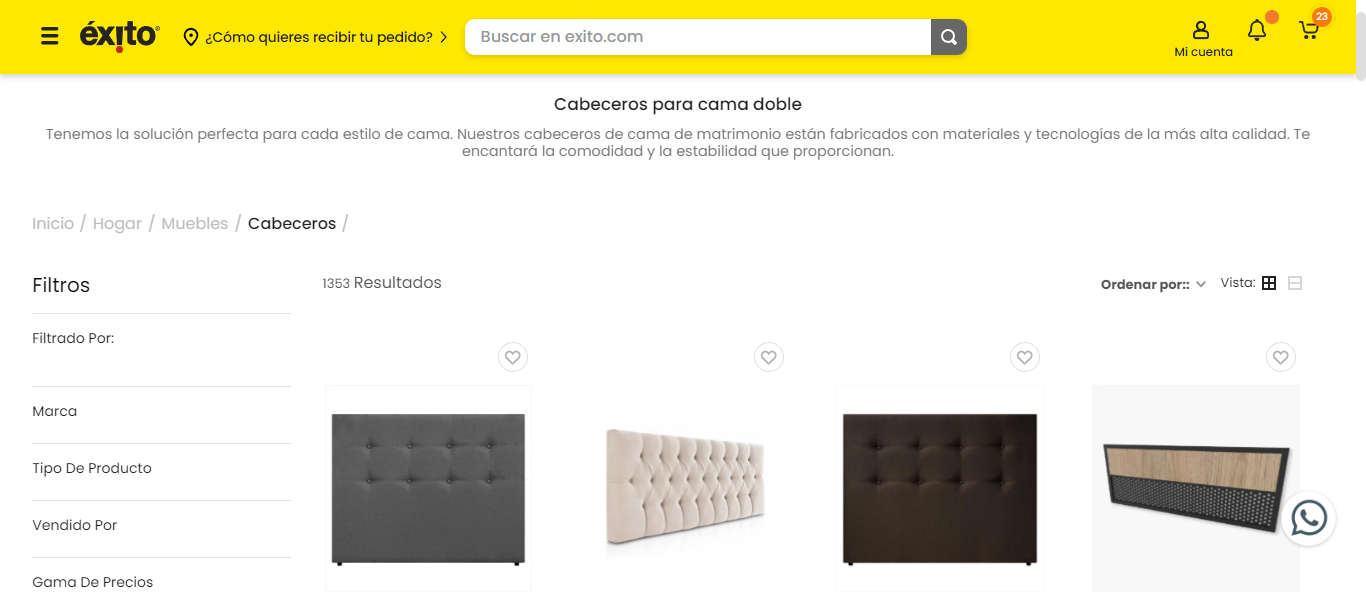 éxito
¿Cómo quieres recibir tu pedido?
Buscar en exito.com
Mi cuenta
23
Cabeceros para cama doble
Tenemos la solución perfecta para cada estilo de cama. Nuestros cabeceros de cama de matrimonio están fabricados con materiales y tecnologías de la más alta calidad. Te
encantará la comodidad y la estabilidad que proporcionan.
Inicio / Hogar / Muebles / Cabeceros /
Filtros
1353 Resultados
Ordenar por::
Vista:
Filtrado Por:
Marca
Tipo De Producto
Vendido Por
Gama De Precios